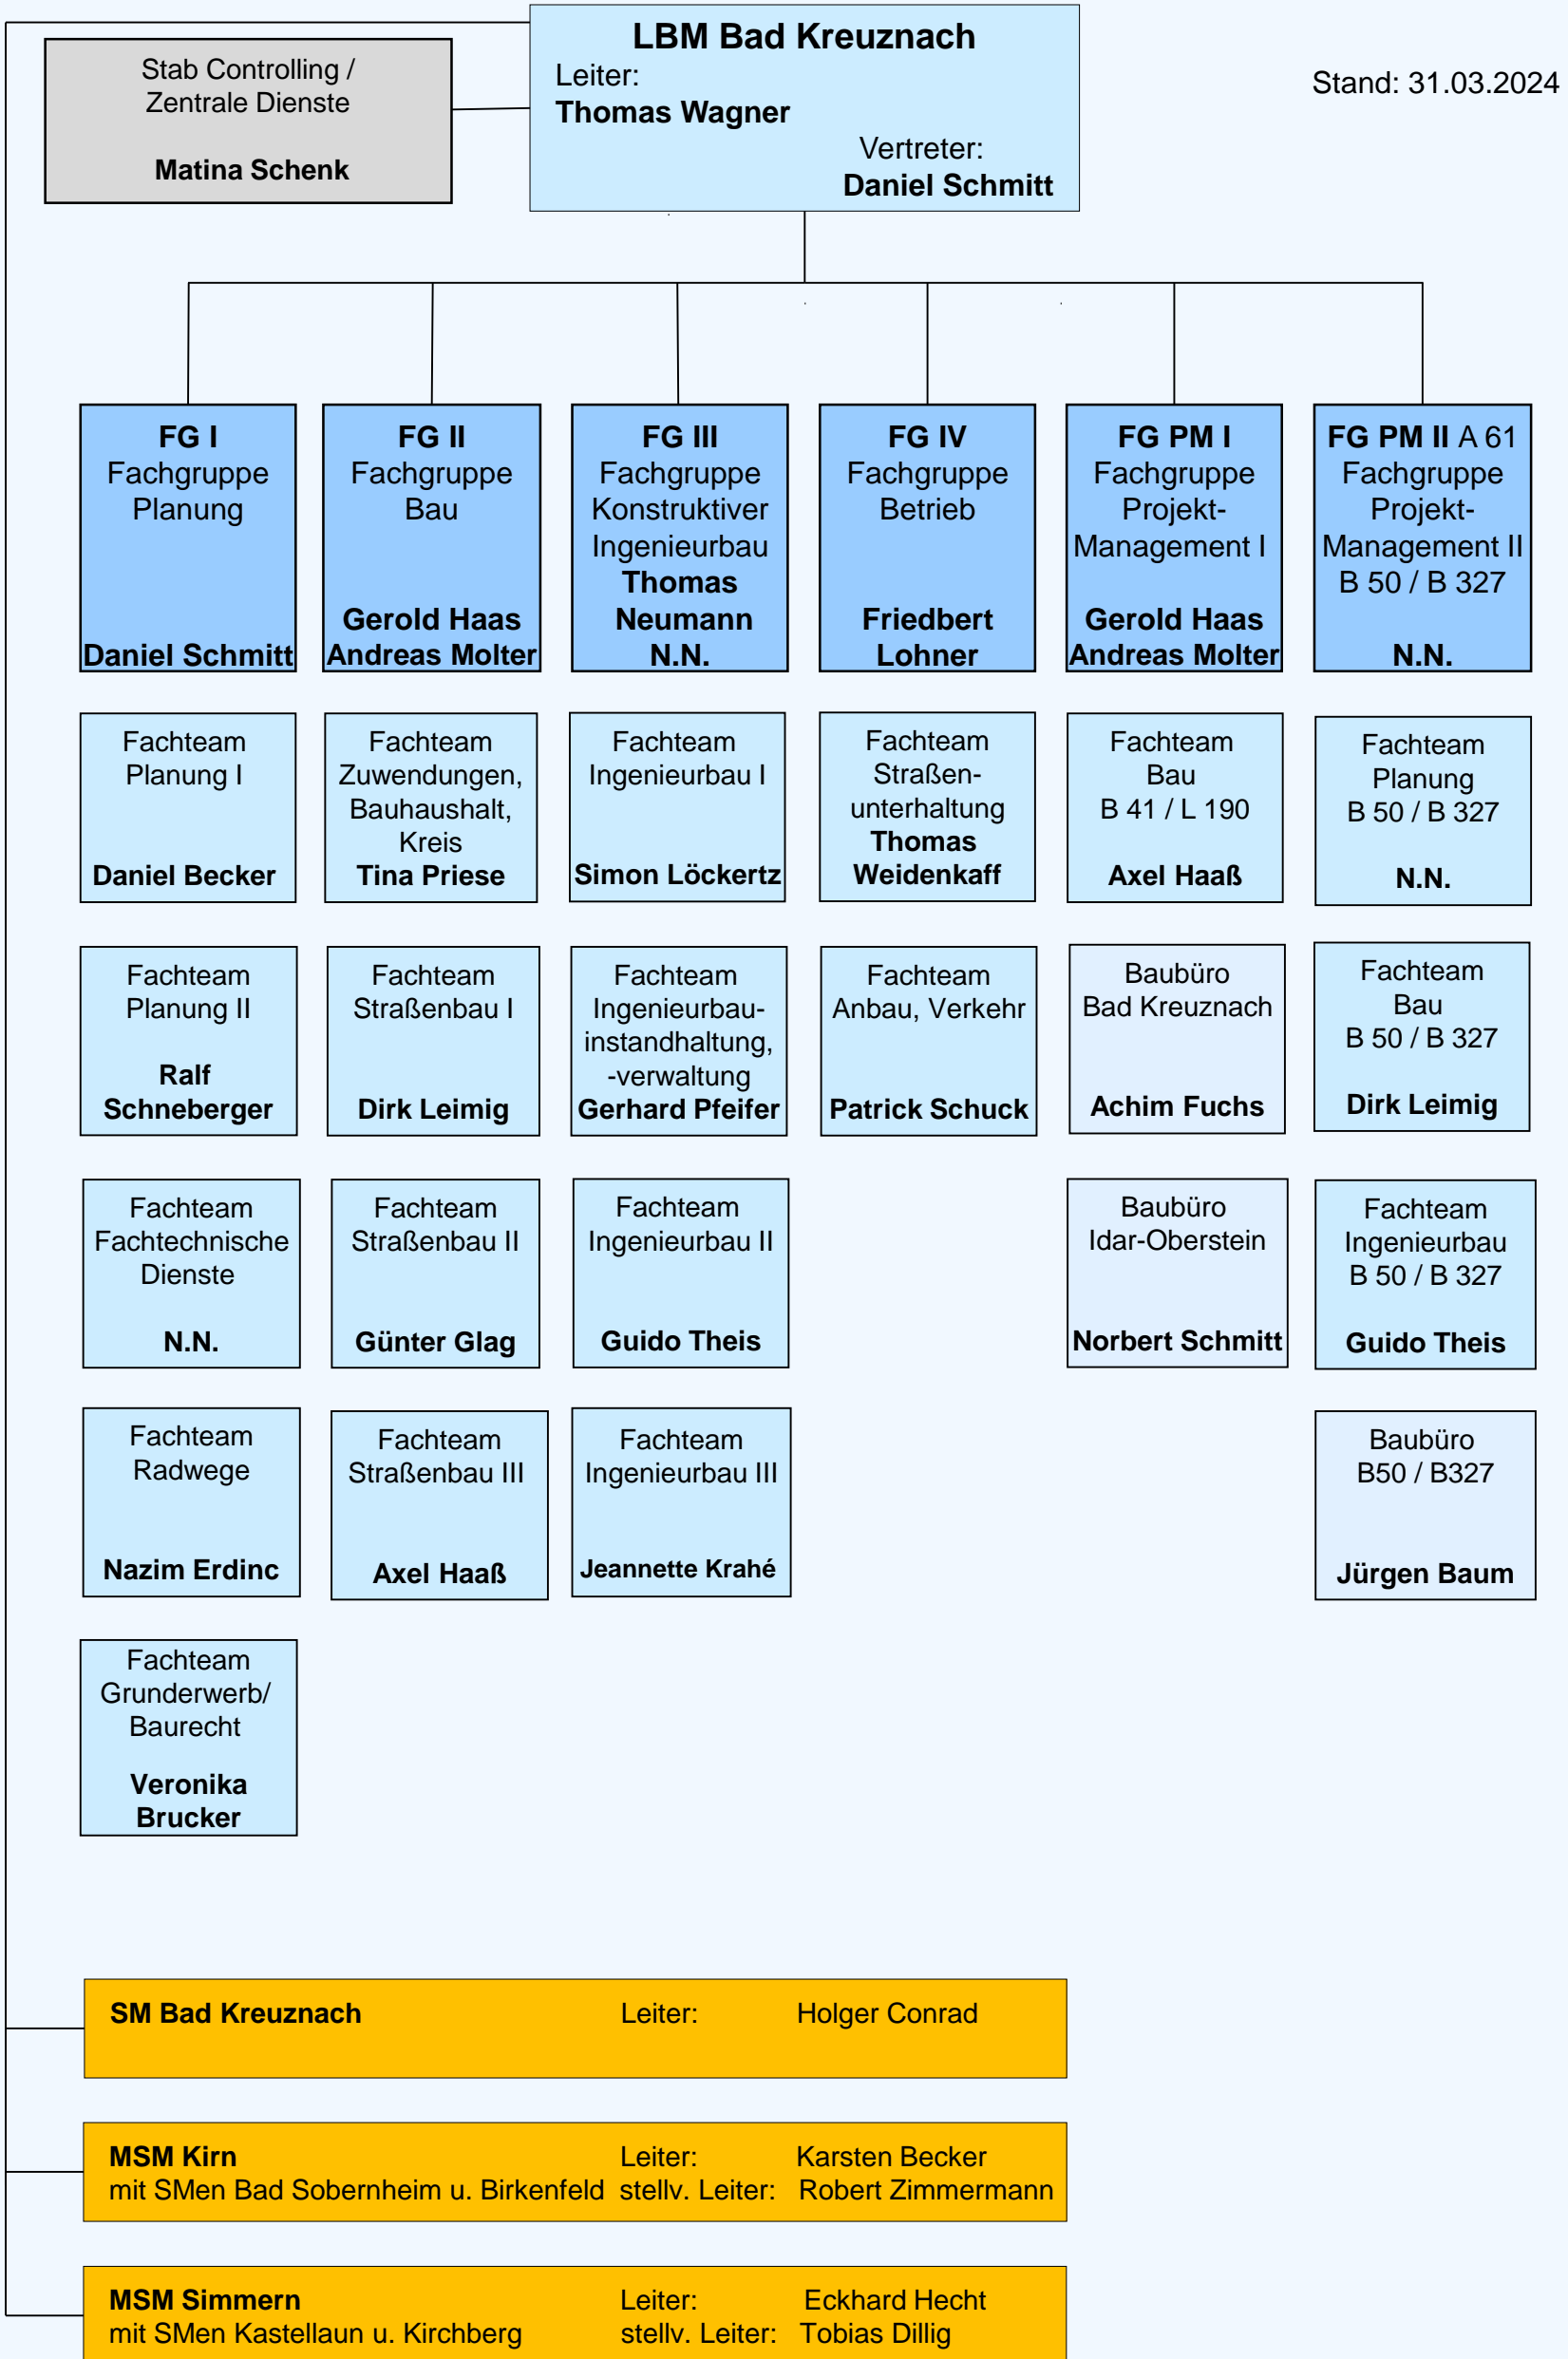 LBM Bad Kreuznach
Leiter:
Thomas Wagner
Vertreter:
Daniel Schmitt
Stab Controlling /
Zentrale Dienste
Matina Schenk
Stand: 31.03.2024
FG I
Fachgruppe
Planung
Daniel Schmitt
FG II
Fachgruppe
Bau
Gerold Haas
Andreas Molter
FG III
Fachgruppe
Konstruktiver
Ingenieurbau
Thomas
Neumann
N.N.
FG IV
Fachgruppe
Betrieb
Friedbert
Lohner
FG PM I
Fachgruppe
Projekt-
Management I
Gerold Haas
Andreas Molter
FG PM II A 61
Fachgruppe
Projekt-
Management II
B 50 / B 327
N.N.
Fachteam
Planung I
Daniel Becker
Fachteam
Zuwendungen,
Bauhaushalt,
Kreis
Tina Priese
Fachteam
Ingenieurbau I
Simon Löckertz
Fachteam
Straßen-
unterhaltung
Thomas
Weidenkaff
Fachteam
Bau
B 41 / L 190
Axel Haaß
Fachteam
Planung
B 50 / B 327
N.N.
Fachteam
Planung II
Ralf
Schneberger
Fachteam
Straßenbau I
Dirk Leimig
Fachteam
Ingenieurbau-
instandhaltung,
-verwaltung
Gerhard Pfeifer
Fachteam
Anbau, Verkehr
Patrick Schuck
Baubüro
Bad Kreuznach
Achim Fuchs
Fachteam
Bau
B 50 / B 327
Dirk Leimig
Fachteam
Fachtechnische
Dienste
N.N.
Fachteam
Straßenbau II
Günter Glag
Fachteam
Ingenieurbau II
Guido Theis
Baubüro
Idar-Oberstein
Norbert Schmitt
Fachteam
Ingenieurbau
B 50 / B 327
Guido Theis
Fachteam
Radwege
Nazim Erdinc
Fachteam
Straßenbau III
Axel Haaß
Fachteam
Ingenieurbau III
Jeannette Krahé
Baubüro
B50 / B327
Jürgen Baum
Fachteam
Grunderwerb/
Baurecht
Veronika
Brucker
SM Bad Kreuznach Leiter: Holger Conrad
MSM Kirn Leiter: Karsten Becker
mit SMen Bad Sobernheim u. Birkenfeld stellv. Leiter: Robert Zimmermann
MSM Simmern Leiter: Eckhard Hecht
mit SMen Kastellaun u. Kirchberg stellv. Leiter: Tobias Dillig